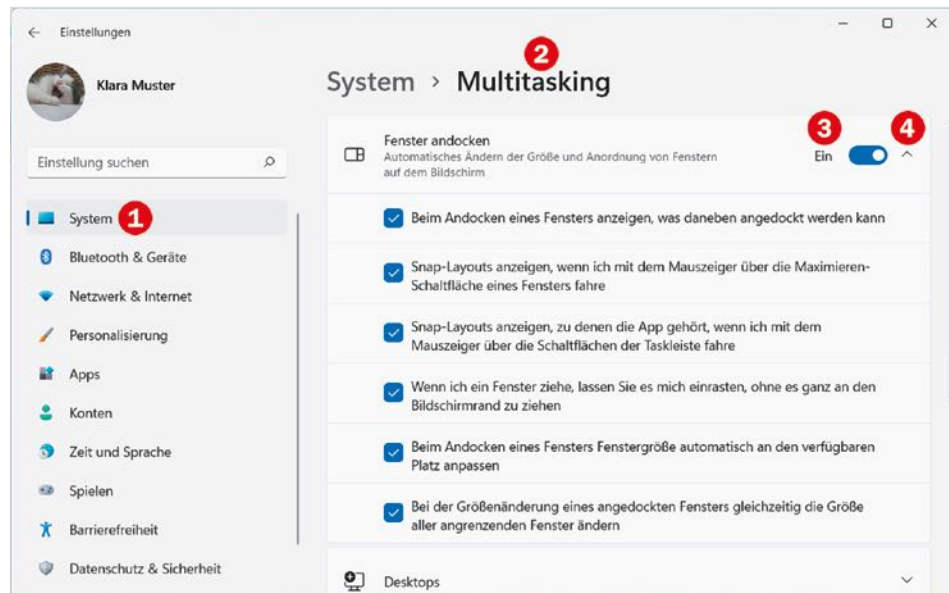 Einstellungen
Klara Muster
Einstellung suchen
System 1
Bluetooth & Geräte
Netzwerk & Internet
Personalisierung
Apps
Konten
Zeit und Sprache
Spielen
Barrierefreiheit
Datenschutz & Sicherheit
2
System > Multitasking
Fenster andocken
Automatisches Ändern der Größe und Anordnung von Fenstern
auf dem Bildschirm
3
Ein
4
Beim Andocken eines Fensters anzeigen, was daneben angedockt werden kann
Snap-Layouts anzeigen, wenn ich mit dem Mauszeiger über die Maximieren-
Schaltfläche eines Fensters fahre
Snap-Layouts anzeigen, zu denen die App gehört, wenn ich mit dem
Mauszeiger über die Schaltflächen der Taskleiste fahre
Wenn ich ein Fenster ziehe, lassen Sie es mich einrasten, ohne es ganz an den
Bildschirmrand zu ziehen
Beim Andocken eines Fensters Fenstergröße automatisch an den verfügbaren
Platz anpassen
Bei der Größenänderung eines angedockten Fensters gleichzeitig die Größe
aller angrenzenden Fenster ändern
Desktops